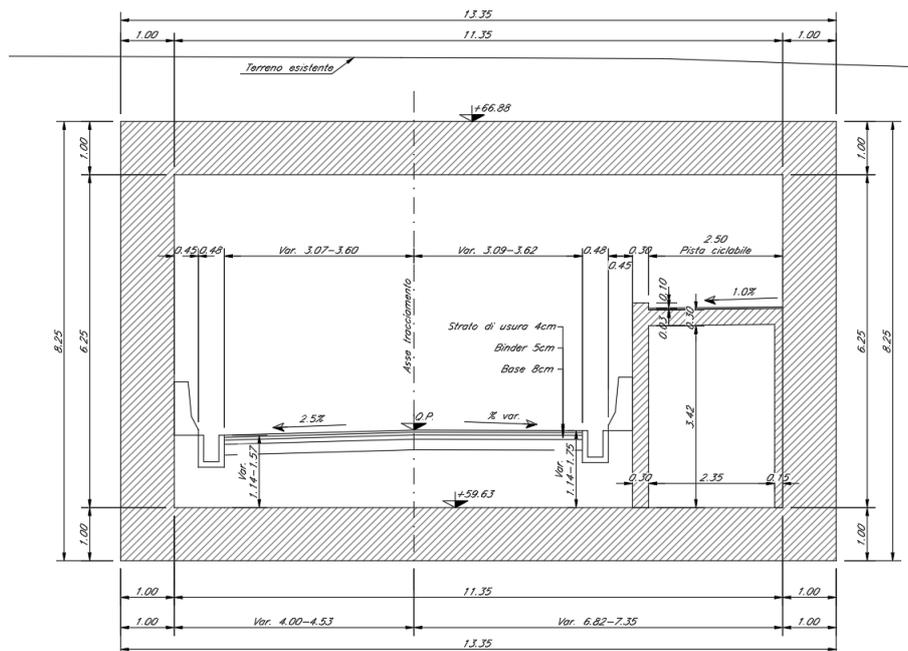 13.35
1.00 11.35 1.00
Terreno esistente
+66.88
1.00 1.00
0.45 0.48 Var. 3.07-3.60 Var. 3.09-3.62 0.48 0.45 0.30 2.50
Pista ciclabile
8.25 6.25 6.25 8.25
Asse tracciamento
0.10 1.0%
0.03 0.30
Strato di usura 4cm
Binder 5cm
Base 8cm
2.5% Q.P. % var.
3.42
Var.
1.14-1.57
Var.
1.14-1.75
0.30 2.35 0.15
+59.63
1.00 1.00
1.00 11.35 1.00
1.00 Var. 4.00-4.53 Var. 6.82-7.35 1.00
13.35